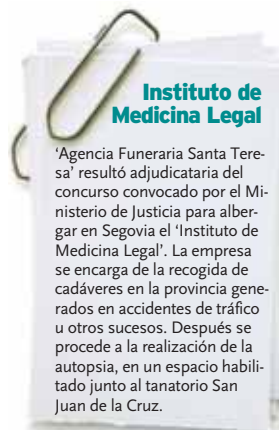 Instituto de
Medicina Legal
‘Agencia Funeraria Santa Tere-
sa’ resultó adjudicataria del
concurso convocado por el Mi-
nisterio de Justicia para alber-
gar en Segovia el ‘Instituto de
Medicina Legal’. La empresa
se encarga de la recogida de
cadáveres en la provincia gene-
rados en accidentes de tráfico
u otros sucesos. Después se
procede a la realización de la
autopsia, en un espacio habili-
tado junto al tanatorio San
Juan de la Cruz.